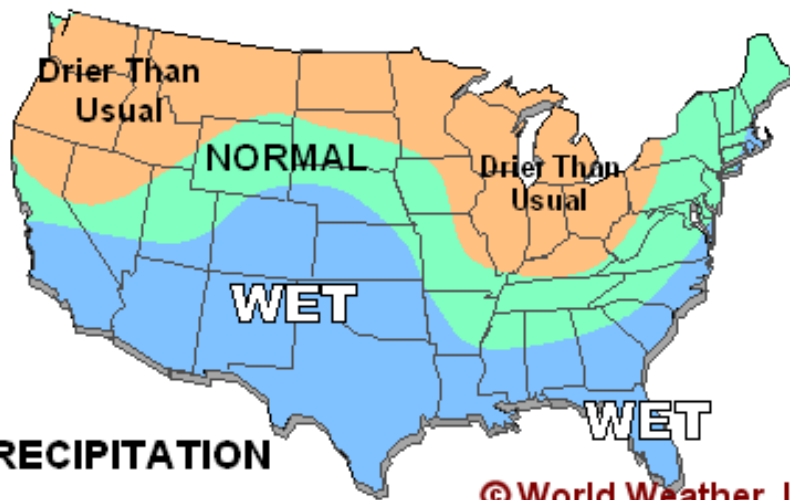 Drier Than
Usual
NORMAL
Drier Than
Usual
WET
WET
RECIPITATION
© World Weather, I